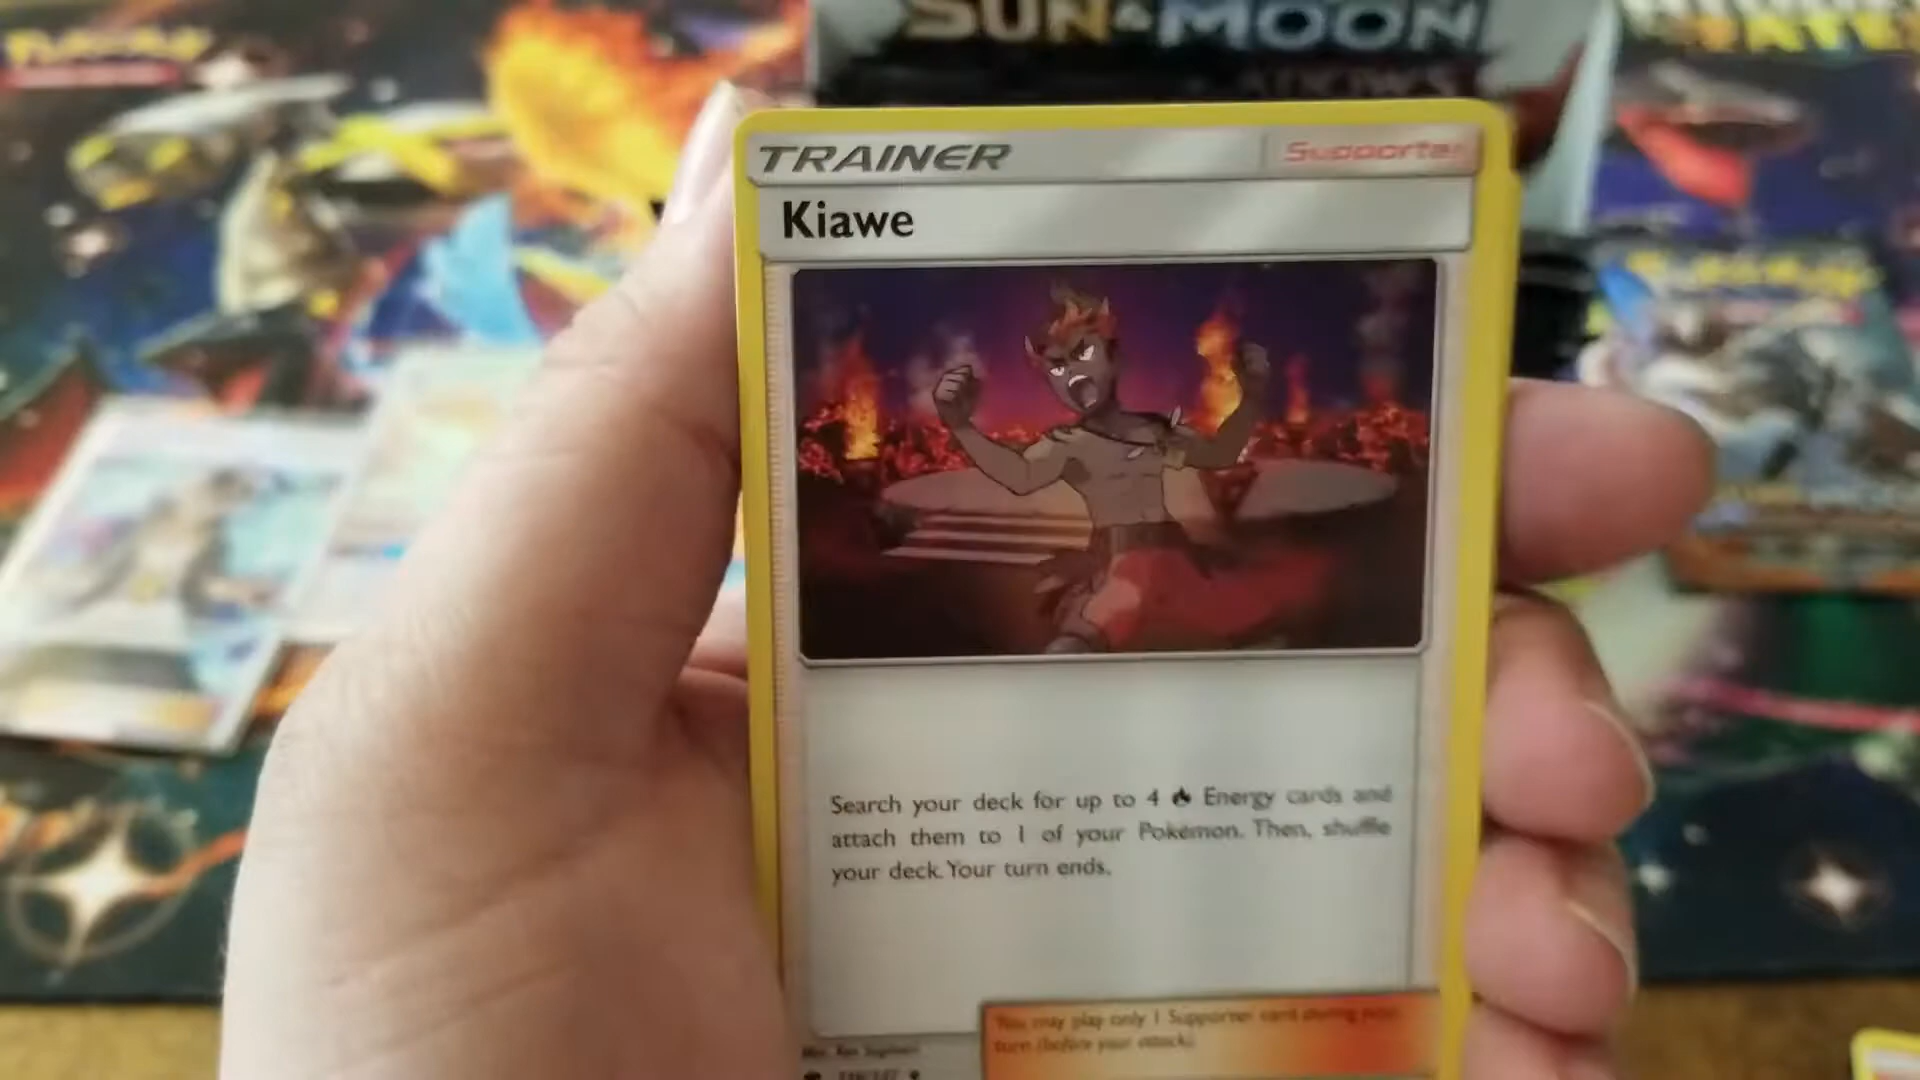 Pokémon
SUN & MOON
TRAINER
Supporter
Kiawe
Search your deck for up to 4 Energy cards and
attach them to 1 of your Pokémon. Then, shuffle
your deck. Your turn ends.
You may play only 1 Supporter card during your
turn (before your attack).
Pokémon